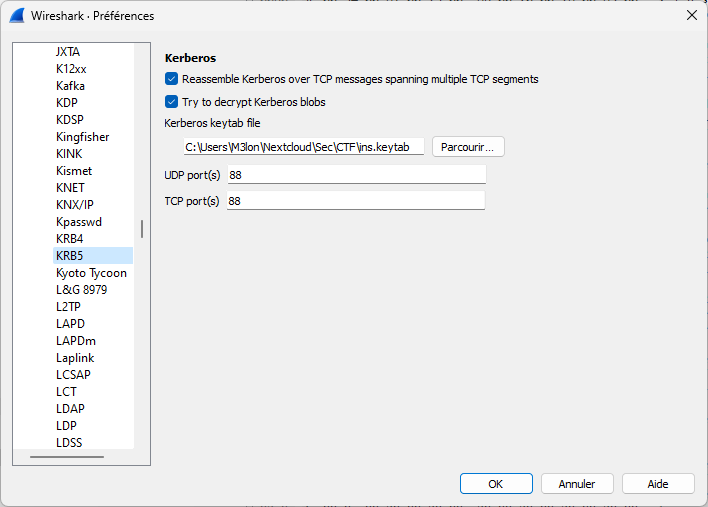 Wireshark · Préférences
JXTA
K12xx
Kafka
KDP
KDSP
Kingfisher
KINK
Kismet
KNET
KNX/IP
Kpasswd
KRB4
KRB5
Kyoto Tycoon
L&G 8979
L2TP
LAPD
LAPDm
Laplink
LCSAP
LCT
LDAP
LDP
LDSS
Kerberos
Reassemble Kerberos over TCP messages spanning multiple TCP segments
Try to decrypt Kerberos blobs
Kerberos keytab file
C:\Users\M3lon\Nextcloud\Sec\CTF\ins.keytab
Parcourir…
UDP port(s) 88
TCP port(s) 88
OK
Annuler
Aide